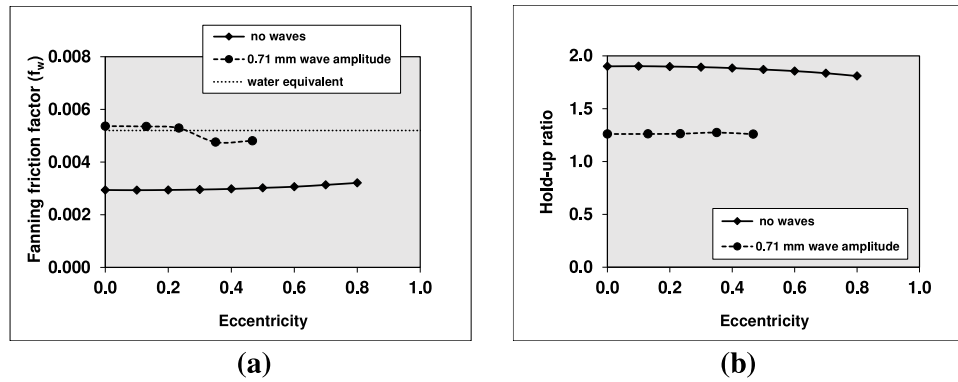 no waves
0.71 mm wave amplitude
water equivalent
Fanning friction factor (fw)
0.008
0.006
0.004
0.002
0.000
0.0 0.2 0.4 0.6 0.8 1.0
Eccentricity
(a)
Hold-up ratio
2.0
1.5
1.0
0.5
0.0
no waves
0.71 mm wave amplitude
0.0 0.2 0.4 0.6 0.8 1.0
Eccentricity
(b)